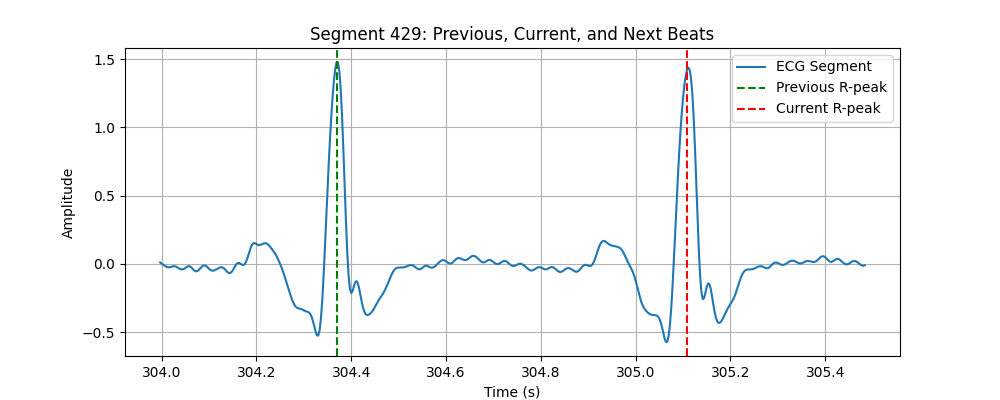 Segment 429: Previous, Current, and Next Beats
ECG Segment
Previous R-peak
Current R-peak
1.5
1.0
0.5
0.0
−0.5
Amplitude
304.0 304.2 304.4 304.6 304.8 305.0 305.2 305.4
Time (s)